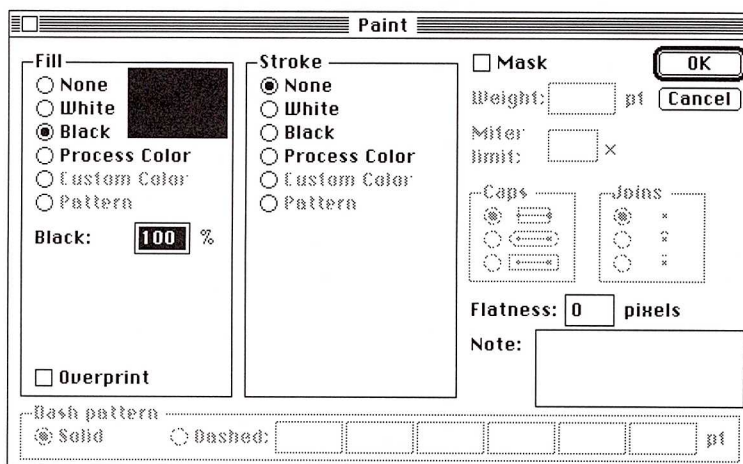 Paint
Fill
None
White
Black
Process Color
Custom Color
Pattern
Black: 100 %
Overprint
Stroke
None
White
Black
Process Color
Custom Color
Pattern
Mask
OK
Cancel
Weight: pt
Miter
limit: ×
Caps
Joins
Flatness: 0 pixels
Note:
Dash pattern
Solid Dashed: pt